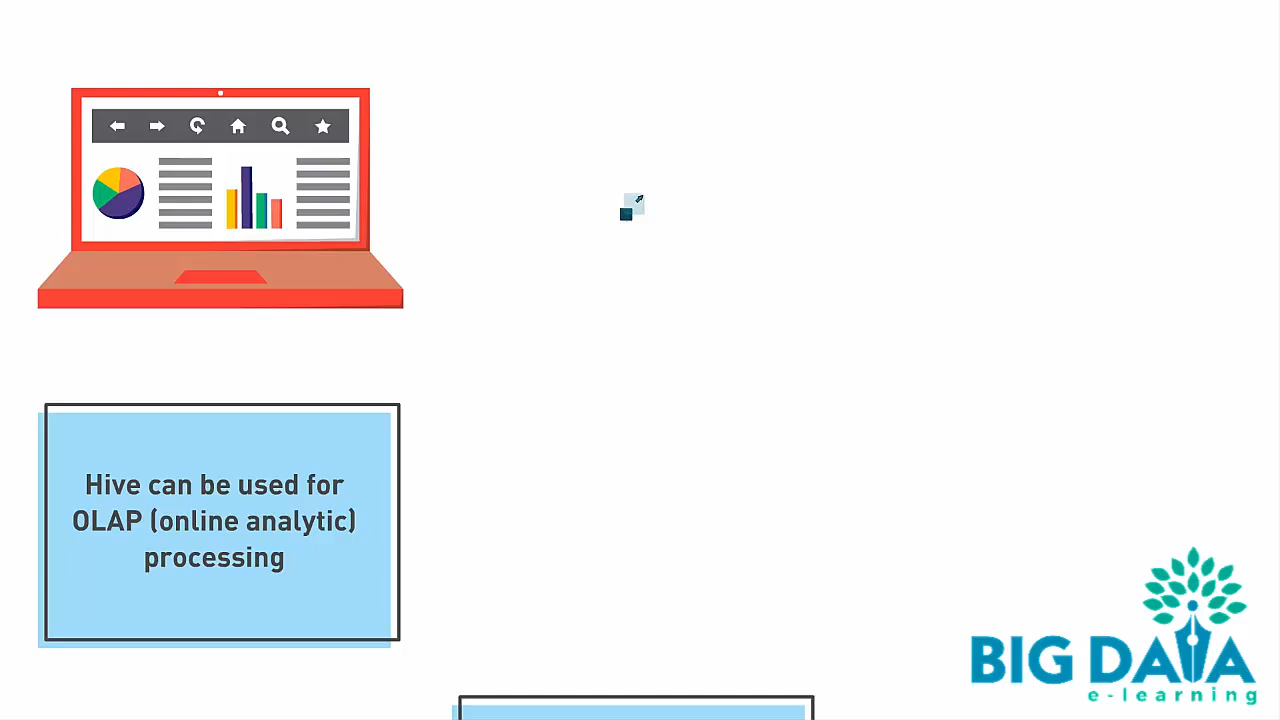 Hive can be used for
OLAP (online analytic)
processing
BIG DATA
e-learning